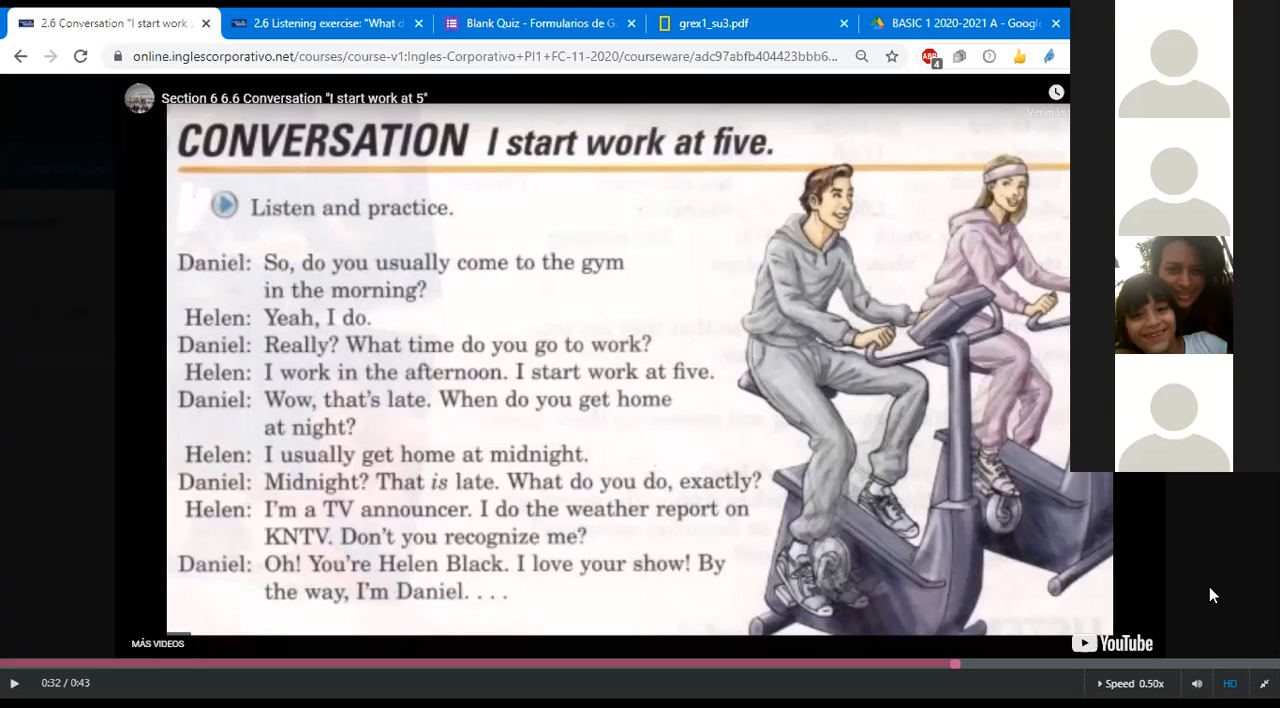 2.6 Conversation "I start work
2.6 Listening exercise: "What d
Blank Quiz - Formularios de G
grex1_su3.pdf
BASIC 1 2020-2021 A - Google
online.inglescorporativo.net/courses/course-v1:Ingles-Corporativo+PI1+FC-11-2020/courseware/adc97abfb404423bbb6...
ABP
4
Section 6 6.6 Conversation "I start work at 5"
Ver más
CONVERSATION I start work at five.
Listen and practice.
Daniel: So, do you usually come to the gym
in the morning?
Helen: Yeah, I do.
Daniel: Really? What time do you go to work?
Helen: I work in the afternoon. I start work at five.
Daniel: Wow, that's late. When do you get home
at night?
Helen: I usually get home at midnight.
Daniel: Midnight? That is late. What do you do, exactly?
Helen: I'm a TV announcer. I do the weather report on
KNTV. Don't you recognize me?
Daniel: Oh! You're Helen Black. I love your show! By
the way, I'm Daniel. . . .
MÁS VIDEOS
YouTube
0:32 / 0:43
Speed 0.50x
HD